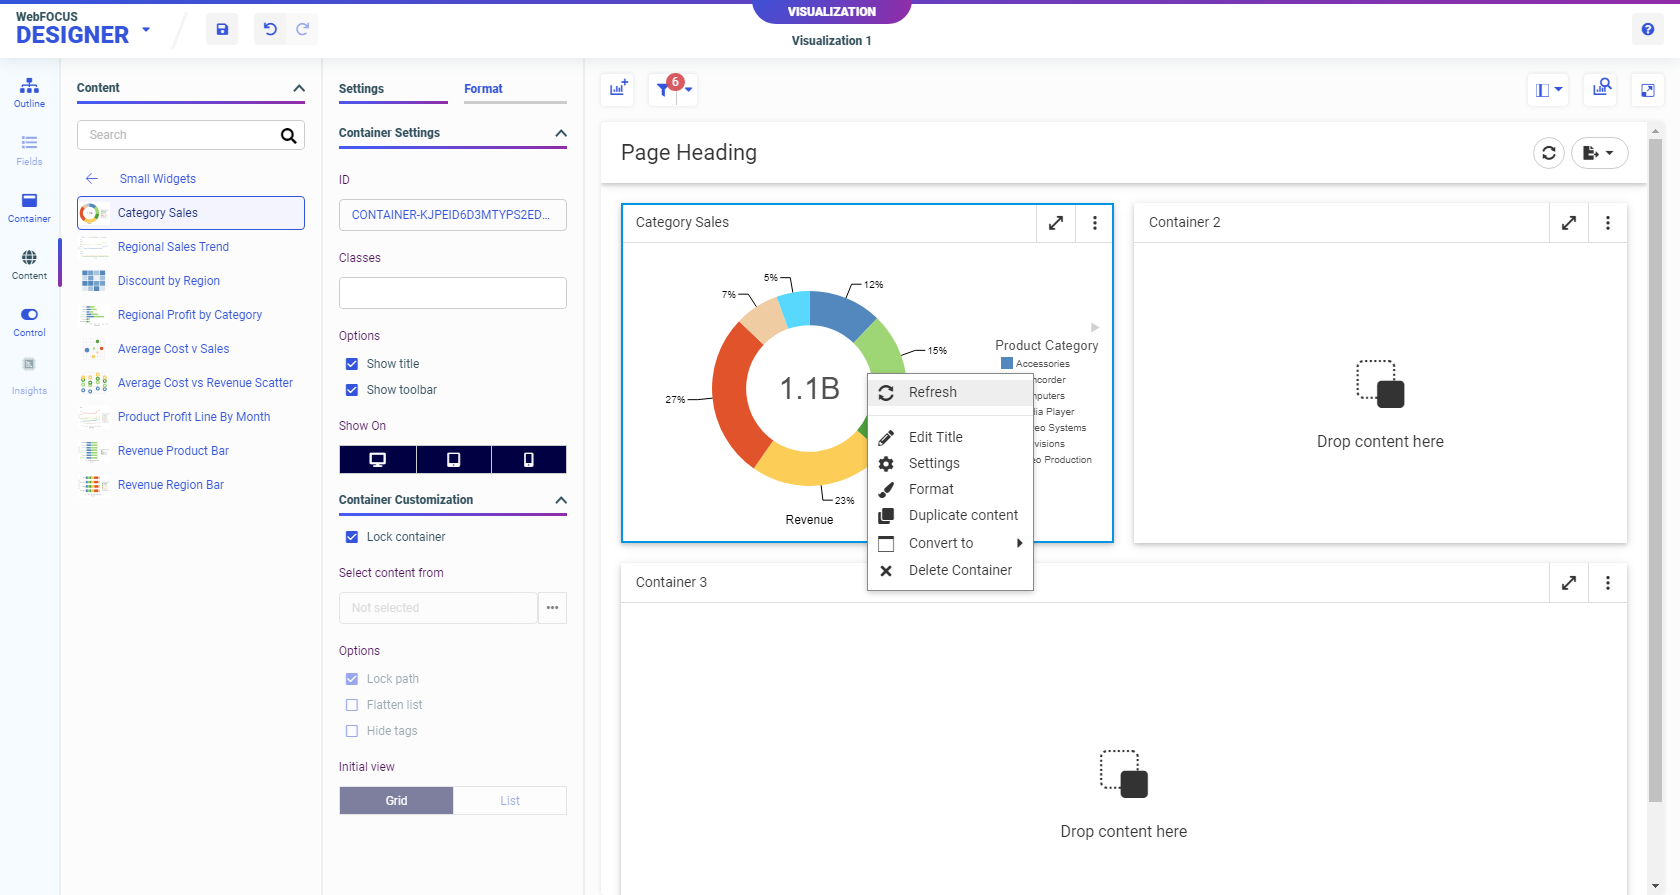 WebFOCUS
DESIGNER
VISUALIZATION
Visualization 1
Outline
Fields
Container
Content
Control
Insights
Content
Search
Small Widgets
Category Sales
Regional Sales Trend
Discount by Region
Regional Profit by Category
Average Cost v Sales
Average Cost vs Revenue Scatter
Product Profit Line By Month
Revenue Product Bar
Revenue Region Bar
Settings
Format
Container Settings
ID
CONTAINER-KJPEID6D3MTYPS2ED...
Classes
Options
Show title
Show toolbar
Show On
Container Customization
Lock container
Select content from
Not selected
Options
Lock path
Flatten list
Hide tags
Initial view
Grid
List
6
Page Heading
Category Sales
5%
12%
7%
15%
27%
1.1B
23%
Revenue
Product Category
Accessories
corder
puters
ia Player
eo Systems
visions
eo Production
Refresh
Edit Title
Settings
Format
Duplicate content
Convert to
Delete Container
Container 2
Drop content here
Container 3
Drop content here